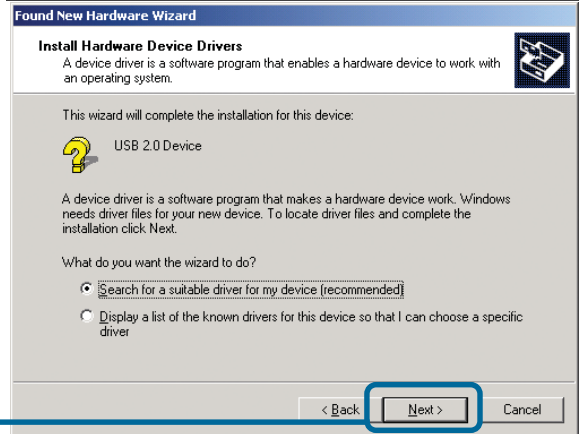 Found New Hardware Wizard
Install Hardware Device Drivers
A device driver is a software program that enables a hardware device to work with
an operating system.
This wizard will complete the installation for this device:
USB 2.0 Device
A device driver is a software program that makes a hardware device work. Windows
needs driver files for your new device. To locate driver files and complete the
installation click Next.
What do you want the wizard to do?
Search for a suitable driver for my device (recommended)
Display a list of the known drivers for this device so that I can choose a specific
driver
< Back Next > Cancel